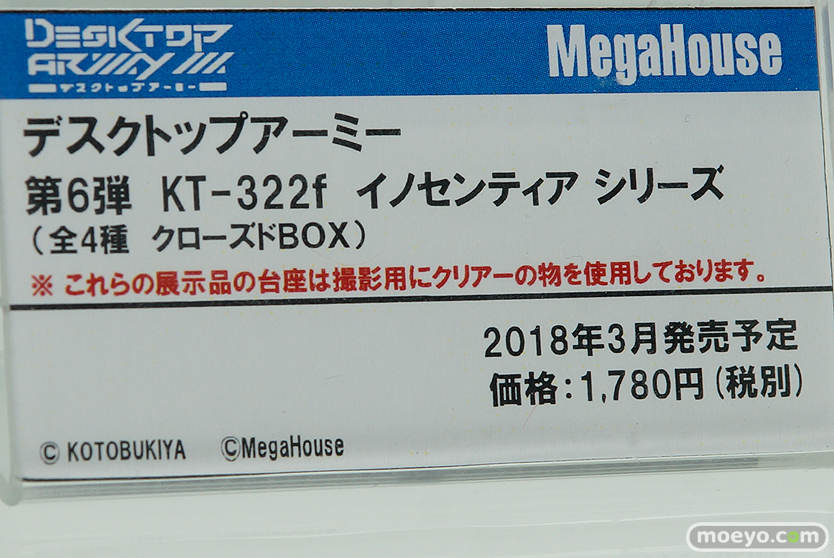 DESKTOP
ARMY
デスクトップアーミー
MegaHouse
デスクトップアーミー
第6弾 KT-322f イノセンティア シリーズ
(全4種 クローズドBOX)
※ これらの展示品の台座は撮影用にクリアーの物を使用しております。
2018年3月発売予定
価格:1,780円(税別)
© KOTOBUKIYA ©MegaHouse
moeyo.com